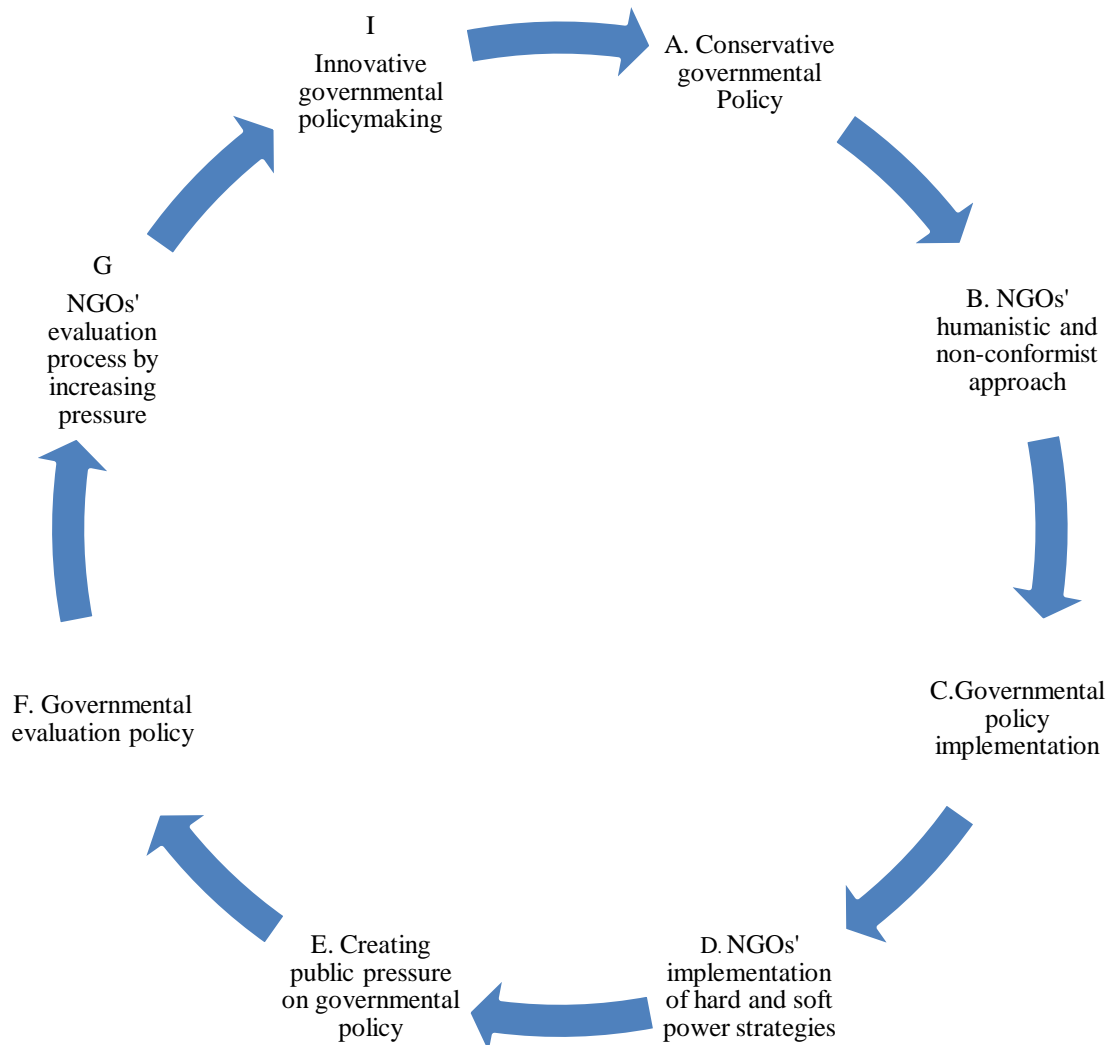 I
Innovative
governmental
policymaking
A. Conservative
governmental
Policy
B. NGOs'
humanistic and
non-conformist
approach
C.Governmental
policy
implementation
D. NGOs'
implementation
of hard and soft
power strategies
E. Creating
public pressure
on governmental
policy
F. Governmental
evaluation policy
G
NGOs'
evaluation
process by
increasing
pressure